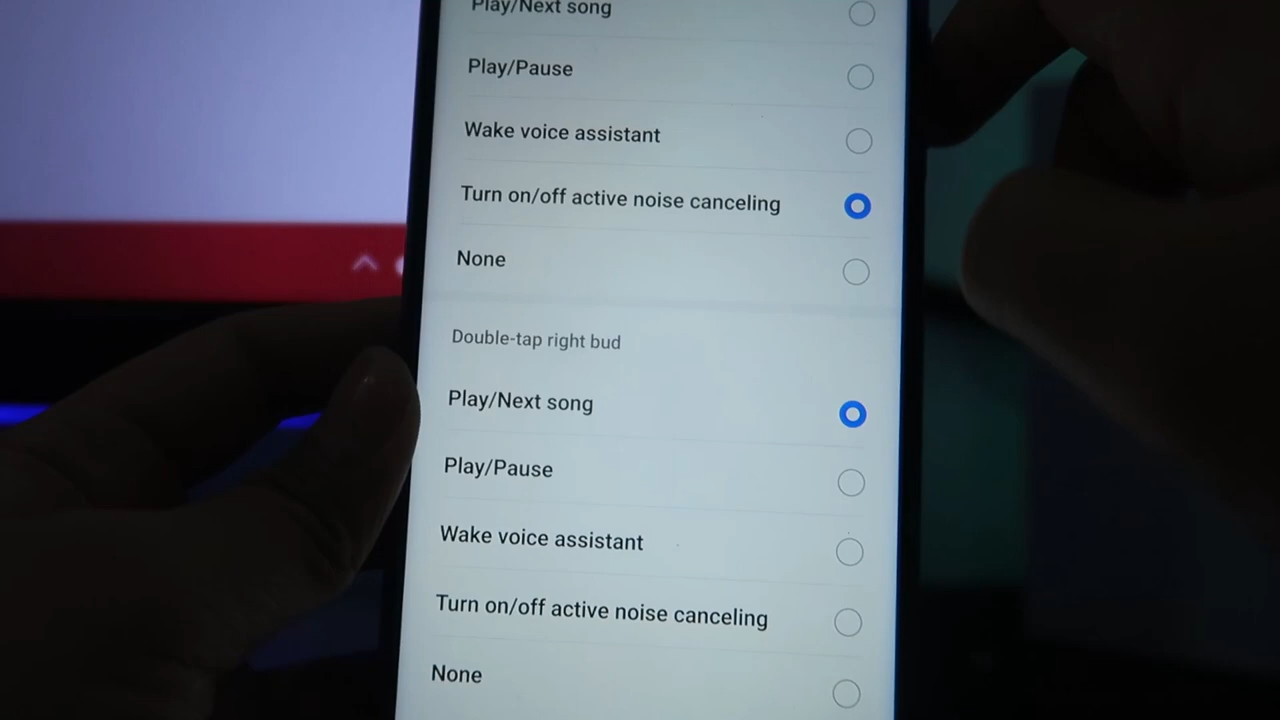 Play/Next song
Play/Pause
Wake voice assistant
Turn on/off active noise canceling
None
Double-tap right bud
Play/Next song
Play/Pause
Wake voice assistant
Turn on/off active noise canceling
None